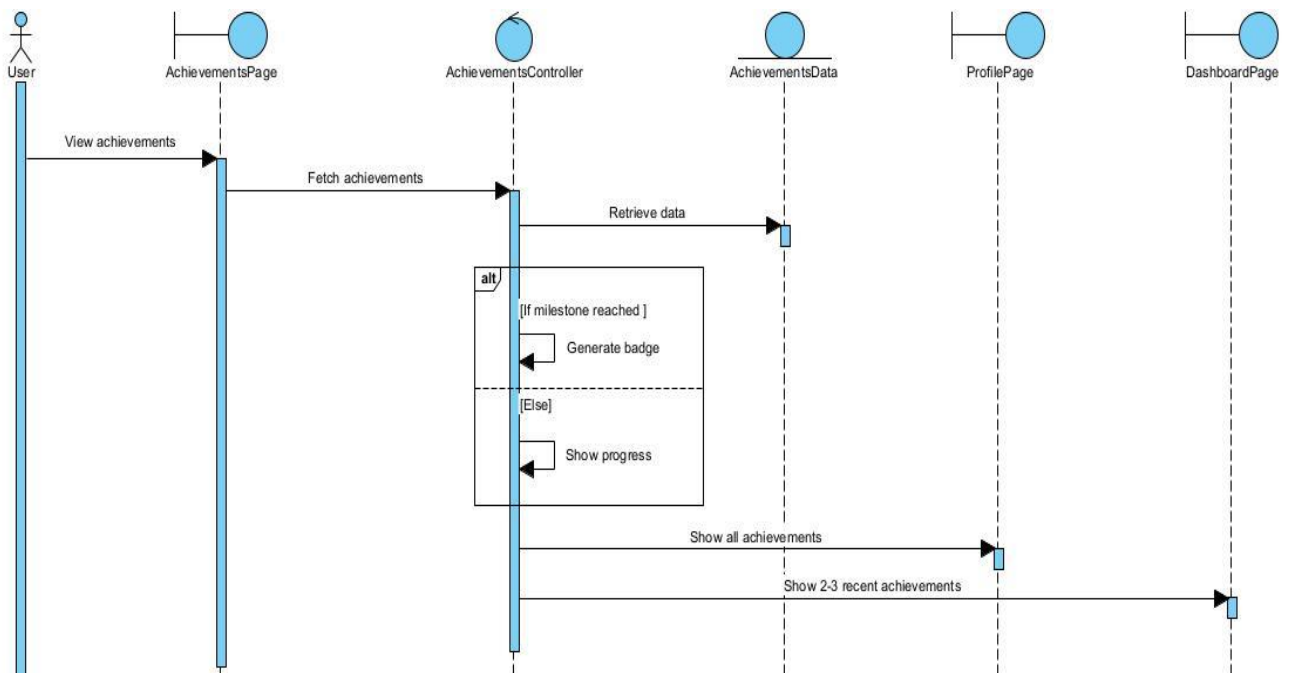 User
AchievementsPage
AchievementsController
AchievementsData
ProfilePage
DashboardPage
View achievements
Fetch achievements
Retrieve data
alt
[If milestone reached ]
Generate badge
[Else]
Show progress
Show all achievements
Show 2-3 recent achievements